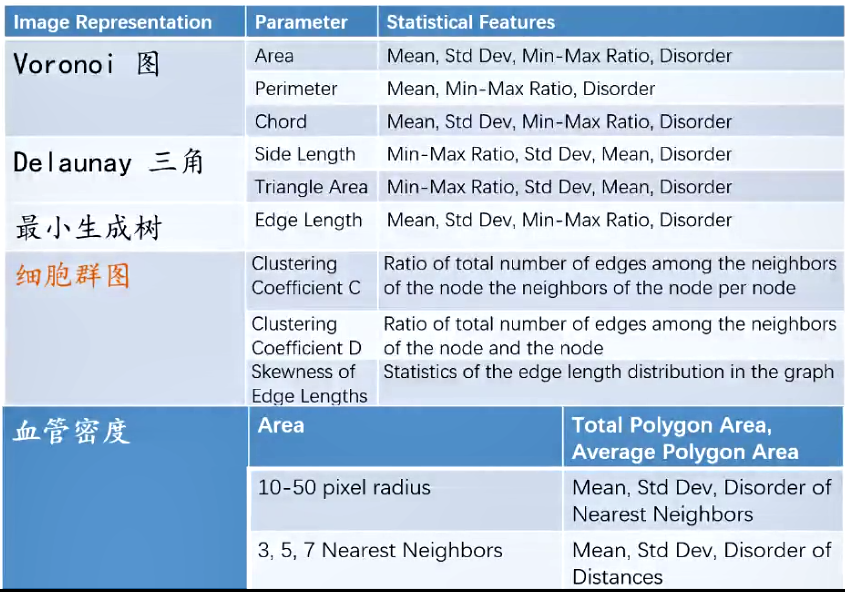 Image Representation Parameter Statistical Features
Voronoi 图
Area Mean, Std Dev, Min-Max Ratio, Disorder
Perimeter Mean, Min-Max Ratio, Disorder
Chord Mean, Std Dev, Min-Max Ratio, Disorder
Delaunay 三角
Side Length Min-Max Ratio, Std Dev, Mean, Disorder
Triangle Area Min-Max Ratio, Std Dev, Mean, Disorder
最小生成树
Edge Length Mean, Std Dev, Min-Max Ratio, Disorder
细胞群图
Clustering Ratio of total number of edges among the neighbors
Coefficient C of the node the neighbors of the node per node
Clustering Ratio of total number of edges among the neighbors
Coefficient D of the node and the node
Skewness of Statistics of the edge length distribution in the graph
Edge Lengths
血管密度
Area Total Polygon Area,
Average Polygon Area
10-50 pixel radius Mean, Std Dev, Disorder of
Nearest Neighbors
3, 5, 7 Nearest Neighbors Mean, Std Dev, Disorder of
Distances